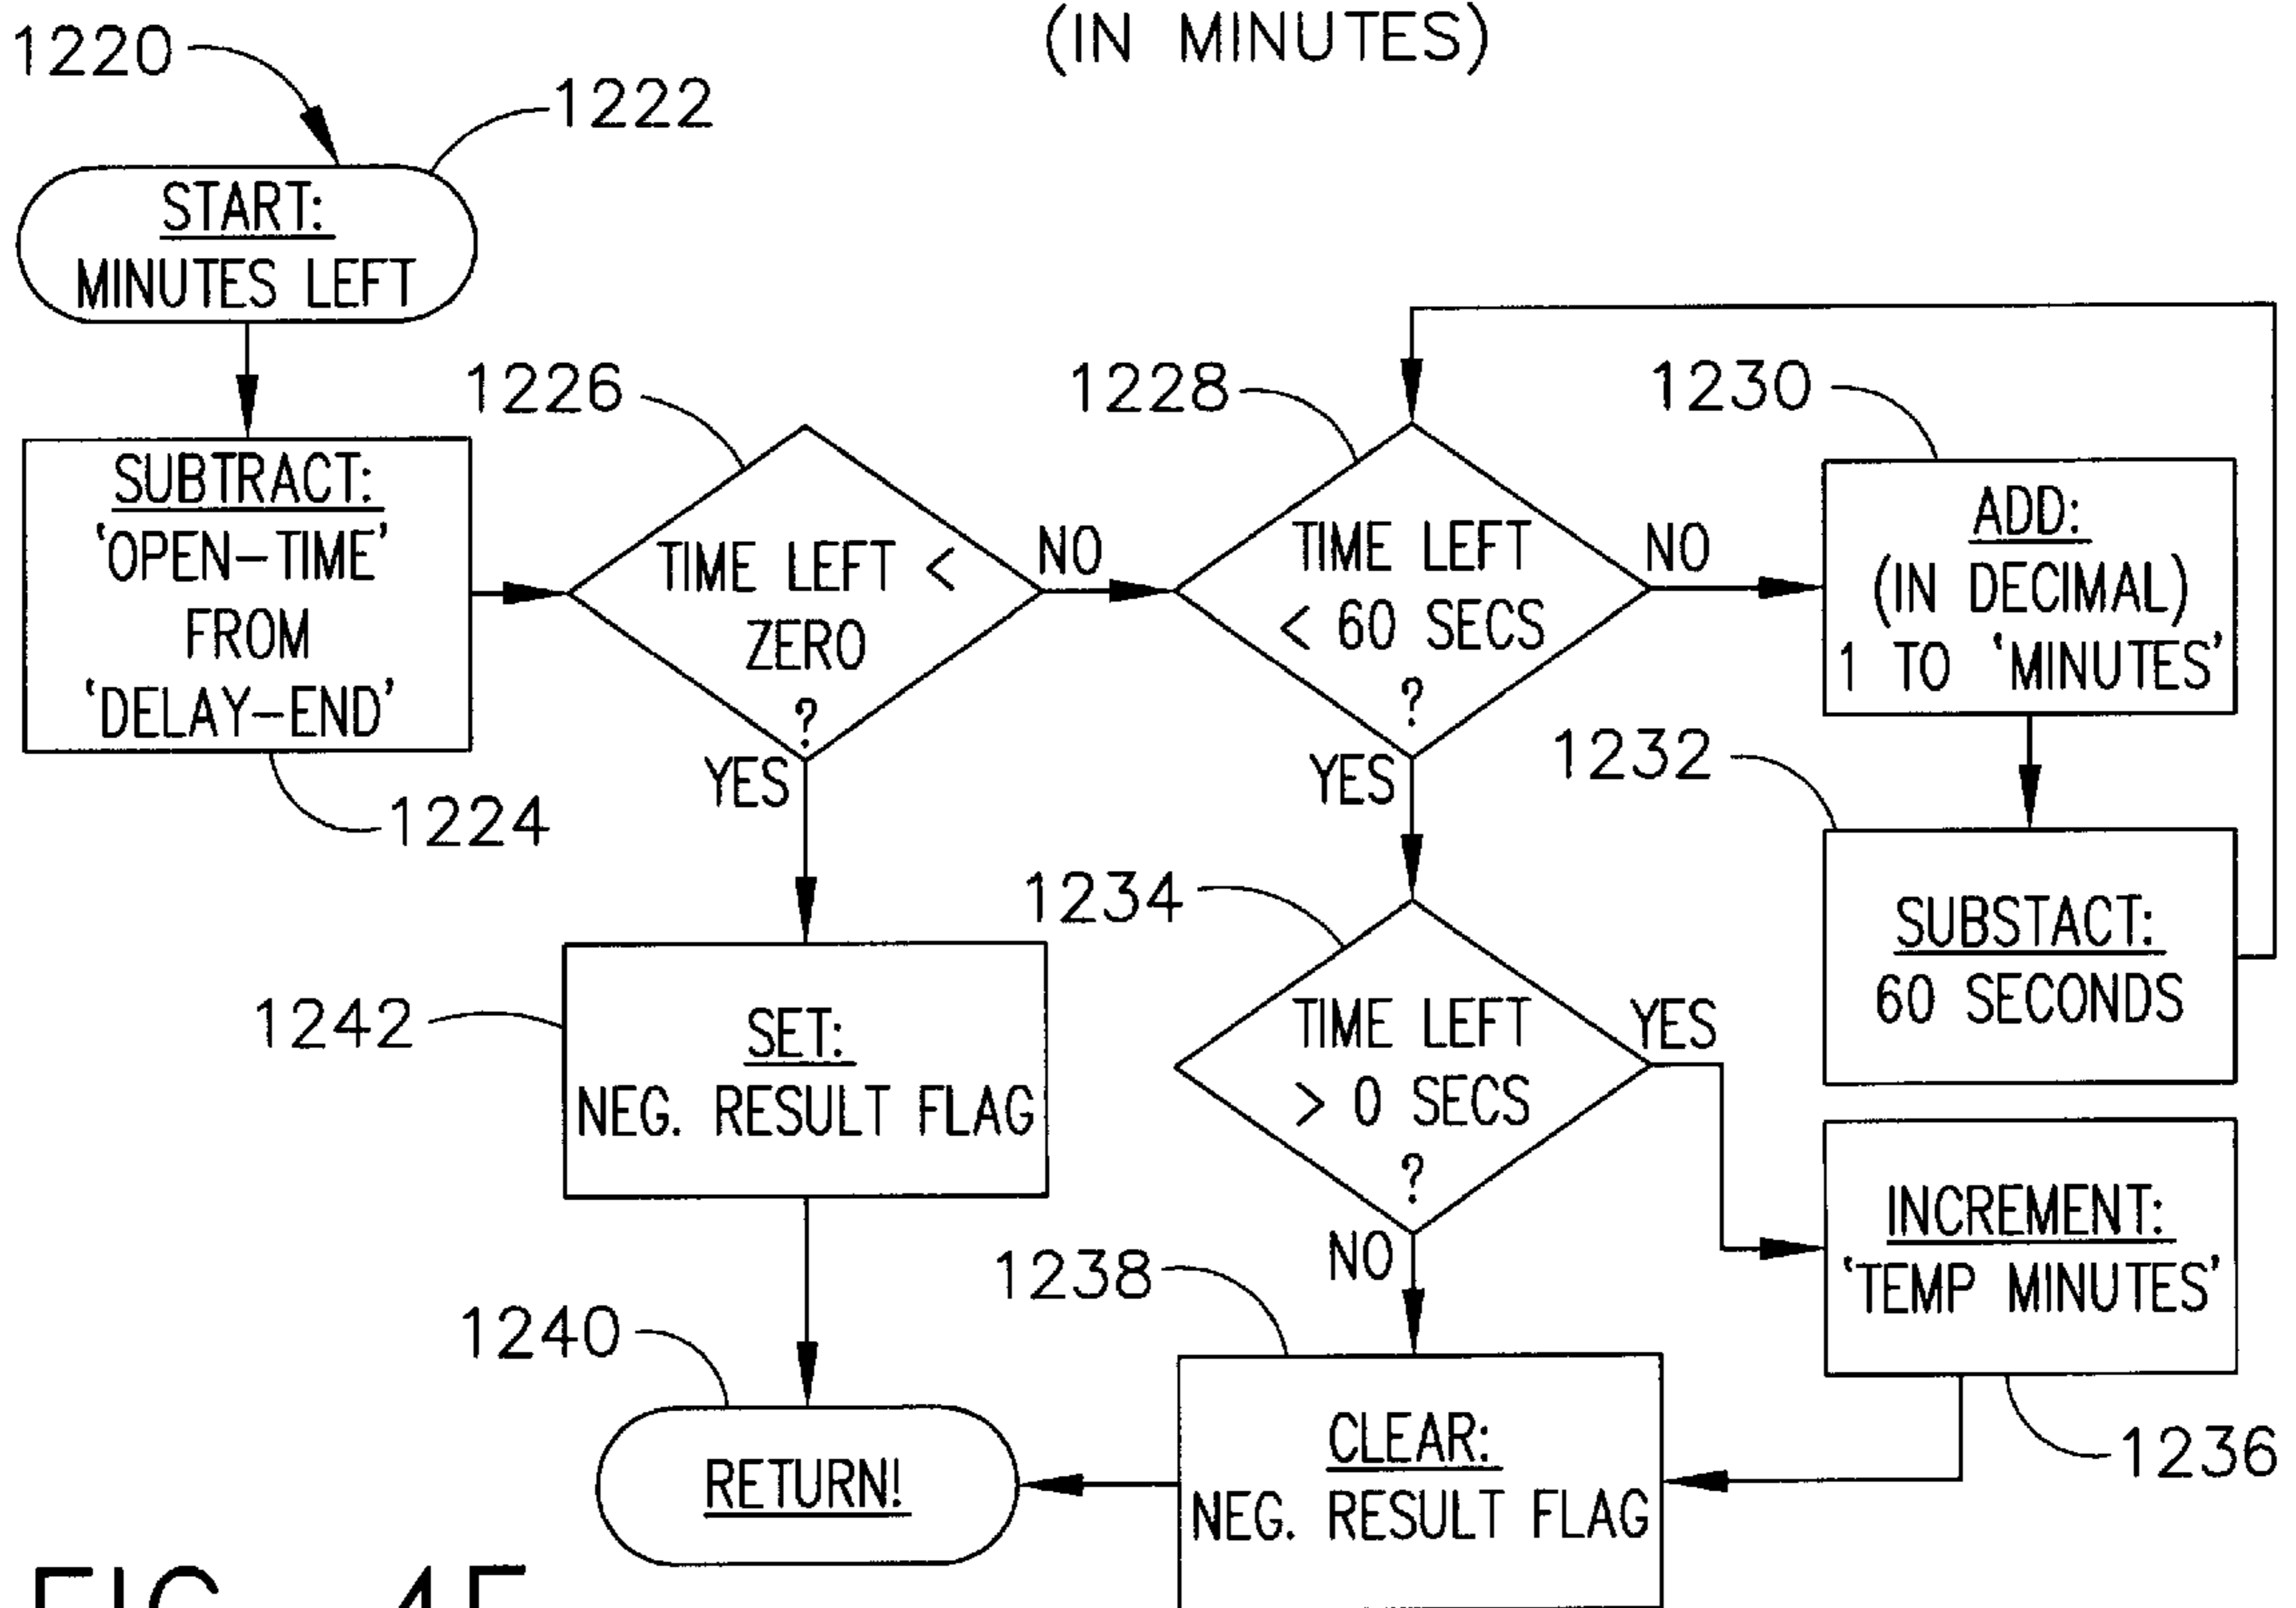 (IN MINUTES)
1220
1222
START:
MINUTES LEFT
1226
1228
1230
SUBTRACT:
'OPEN-TIME'
FROM
'DELAY-END'
1224
TIME LEFT <
ZERO
?
NO
YES
TIME LEFT
< 60 SECS
?
NO
YES
ADD:
(IN DECIMAL)
1 TO 'MINUTES'
1232
SUBSTACT:
60 SECONDS
1234
TIME LEFT
> 0 SECS
?
YES
NO
1242
SET:
NEG. RESULT FLAG
INCREMENT:
'TEMP MINUTES'
1236
1238
CLEAR:
NEG. RESULT FLAG
1240
RETURN!
FIG.